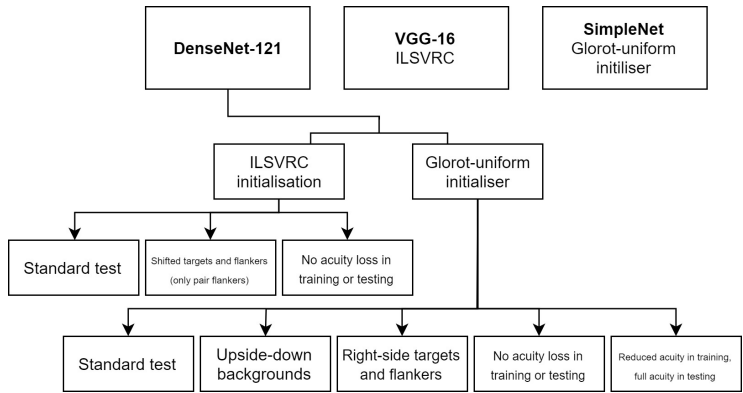 DenseNet-121
VGG-16
ILSVRC
SimpleNet
Glorot-uniform
initiliser
ILSVRC
initialisation
Glorot-uniform
initialiser
Standard test
Shifted targets and flankers
(only pair flankers)
No acuity loss in
training or testing
Standard test
Upside-down
backgrounds
Right-side targets
and flankers
No acuity loss in
training or testing
Reduced acuity in training,
full acuity in testing